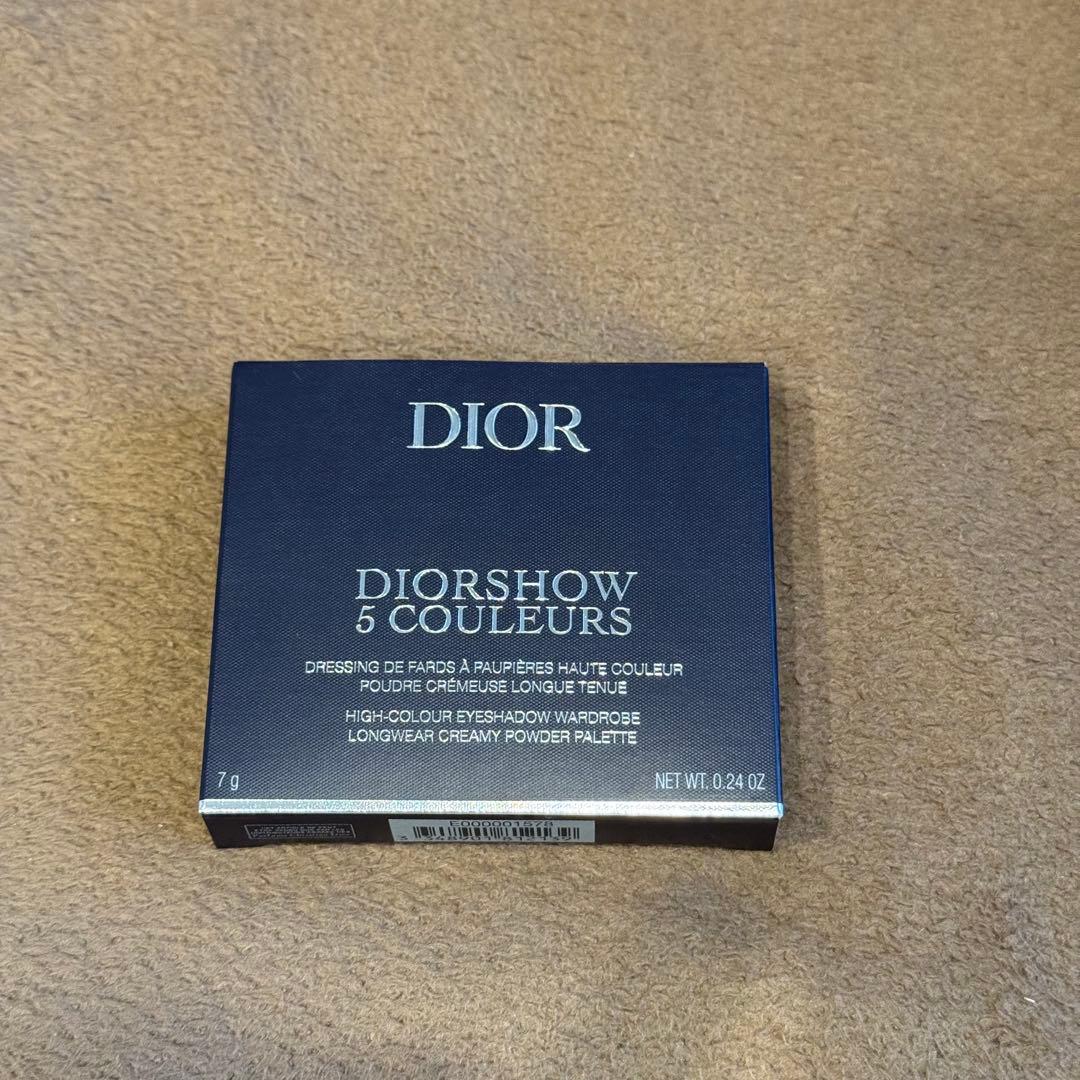 DIOR
DIORSHOW
5 COULEURS
DRESSING DE FARDS À PAUPIÈRES HAUTE COULEUR
POUDRE CRÉMEUSE LONGUE TENUE
HIGH-COLOUR EYESHADOW WARDROBE
LONGWEAR CREAMY POWDER PALETTE
7 g
NET WT. 0.24 OZ
E000001578